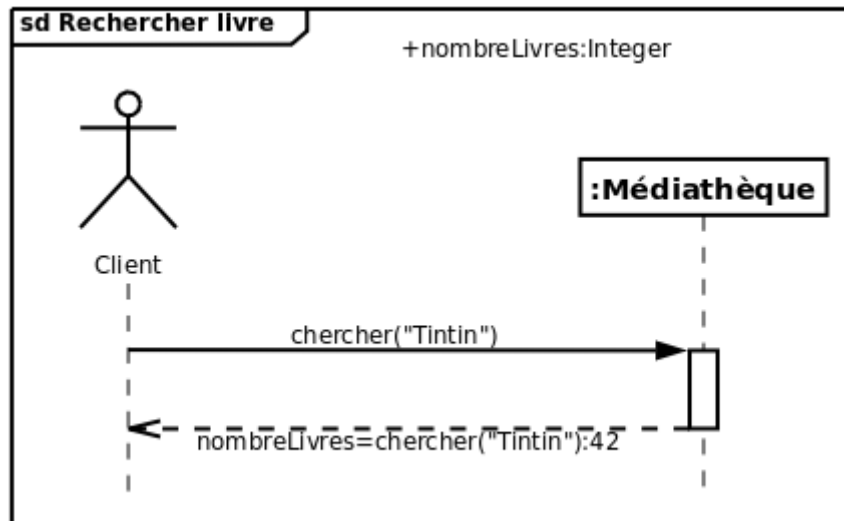 sd Rechercher livre
+nombreLivres:Integer
:Médiathèque
Client
chercher("Tintin")
nombreLivres=chercher("Tintin"):42